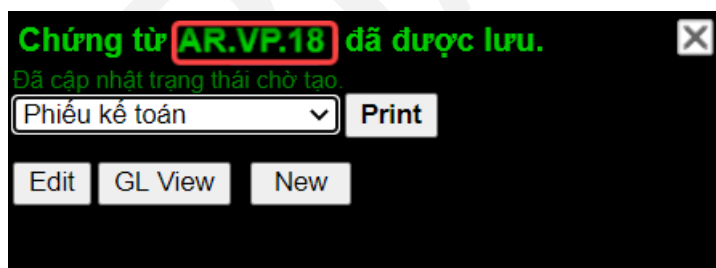 Chứng từ AR.VP.18 đã được lưu.
Đã cập nhật trạng thái chờ tạo.
Phiếu kế toán Print
Edit GL View New